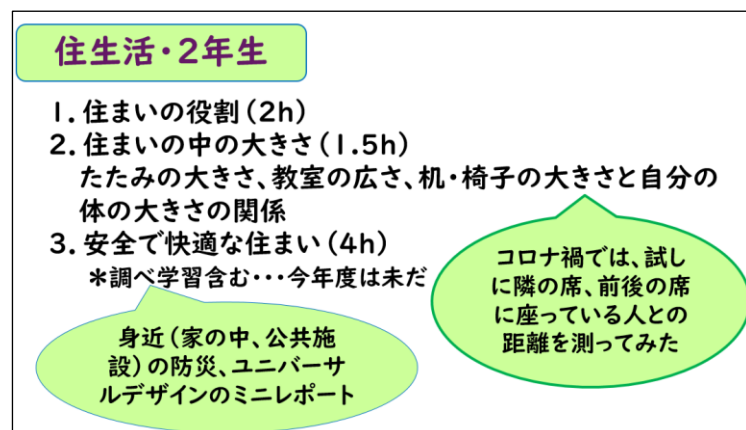 住生活・2年生
1. 住まいの役割(2h)
2. 住まいの中の大きさ(1.5h)
たたみの大きさ、教室の広さ、机・椅子の大きさと自分の
体の大きさの関係
3. 安全で快適な住まい(4h)
＊調べ学習含む・・・今年度は未だ
コロナ禍では、試し
に隣の席、前後の席
に座っている人との
距離を測ってみた
身近(家の中、公共施
設)の防災、ユニバーサ
ルデザインのミニレポート